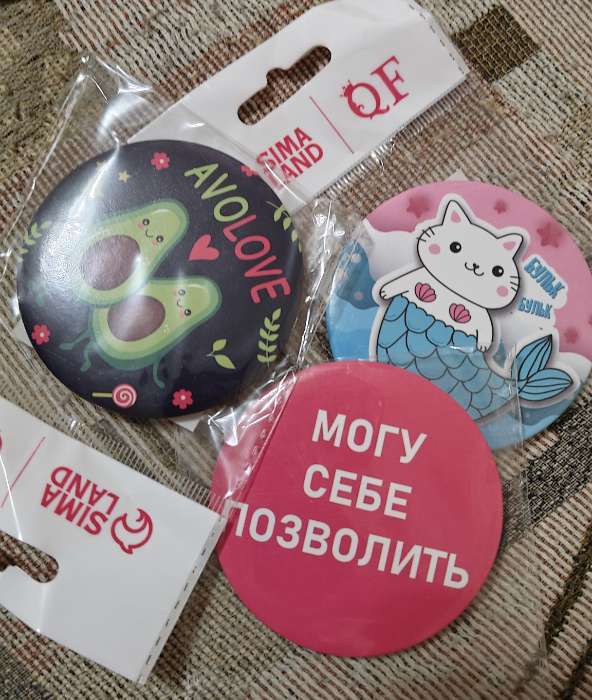 SIMA
LAND
QF
AVOLOVE
БУЛЬК
БУЛЬК
МОГУ
СЕБЕ
ПОЗВОЛИТЬ
SIMA
LAND